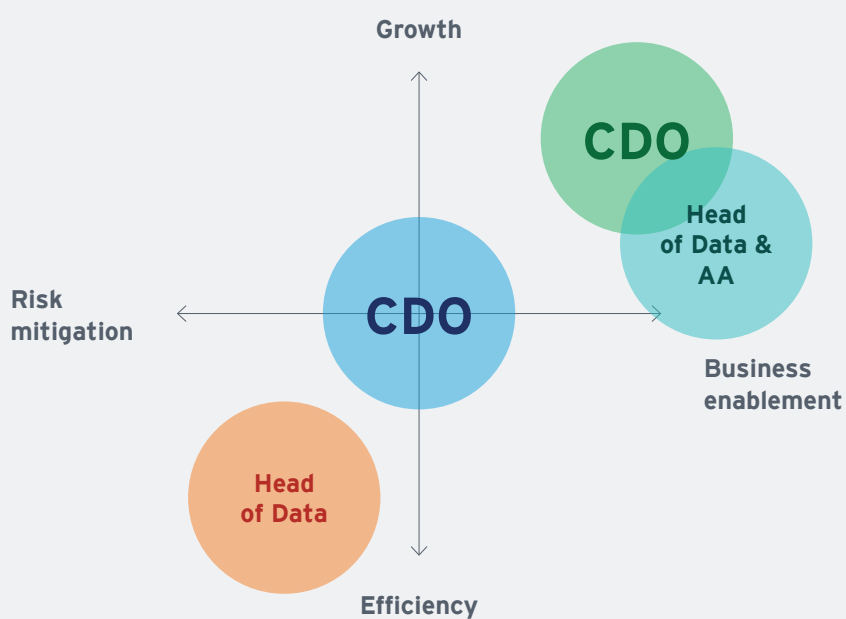 Growth
CDO
Head
of Data &
AA
Risk
mitigation
CDO
Business
enablement
Head
of Data
Efficiency